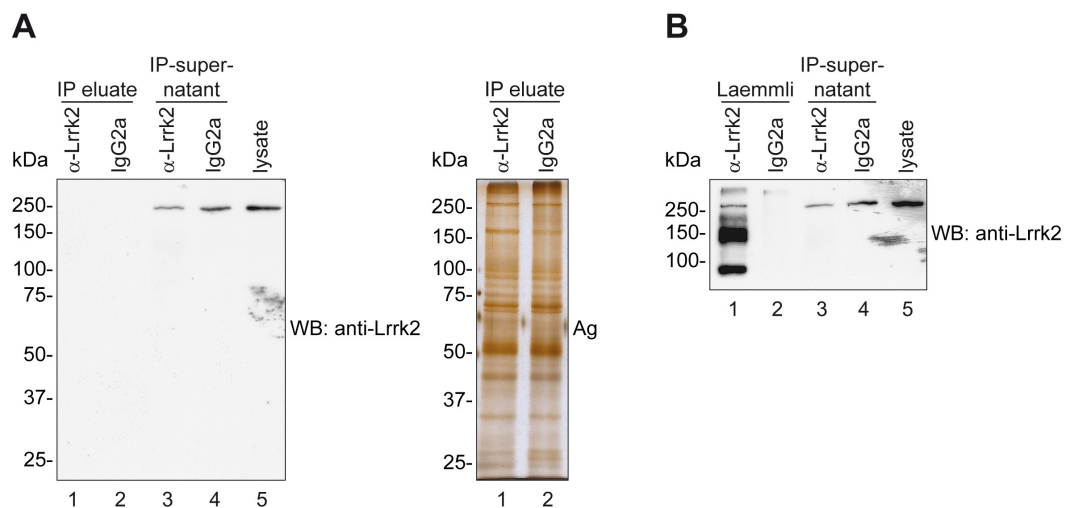 A
IP eluate
IP-super-
natant
α-Lrrk2
IgG2a
α-Lrrk2
IgG2a
lysate
kDa
250-
150-
100-
75-
50-
37-
25-
WB: anti-Lrrk2
1 2 3 4 5
IP eluate
α-Lrrk2
IgG2a
kDa
250-
150-
100-
75-
50-
37-
25-
Ag
1 2
B
Laemmli
IP-super-
natant
α-Lrrk2
IgG2a
α-Lrrk2
IgG2a
lysate
kDa
250-
150-
100-
WB: anti-Lrrk2
1 2 3 4 5